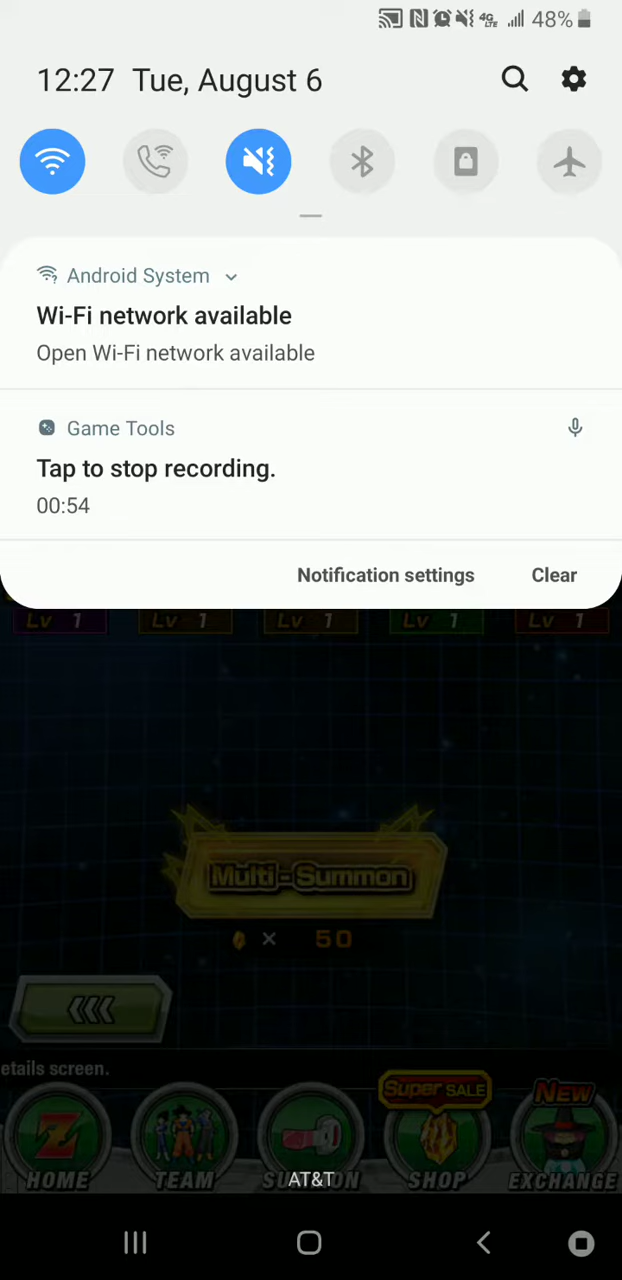 4G LTE 48%
12:27 Tue, August 6
Android System
Wi-Fi network available
Open Wi-Fi network available
Game Tools
Tap to stop recording.
00:54
Notification settings Clear
Lv 1 Lv 1 Lv 1 Lv 1 Lv 1
Multi-Summon
× 50
etails screen.
Super SALE NEW
HOME TEAM SHOP EXCHANGE
AT&T